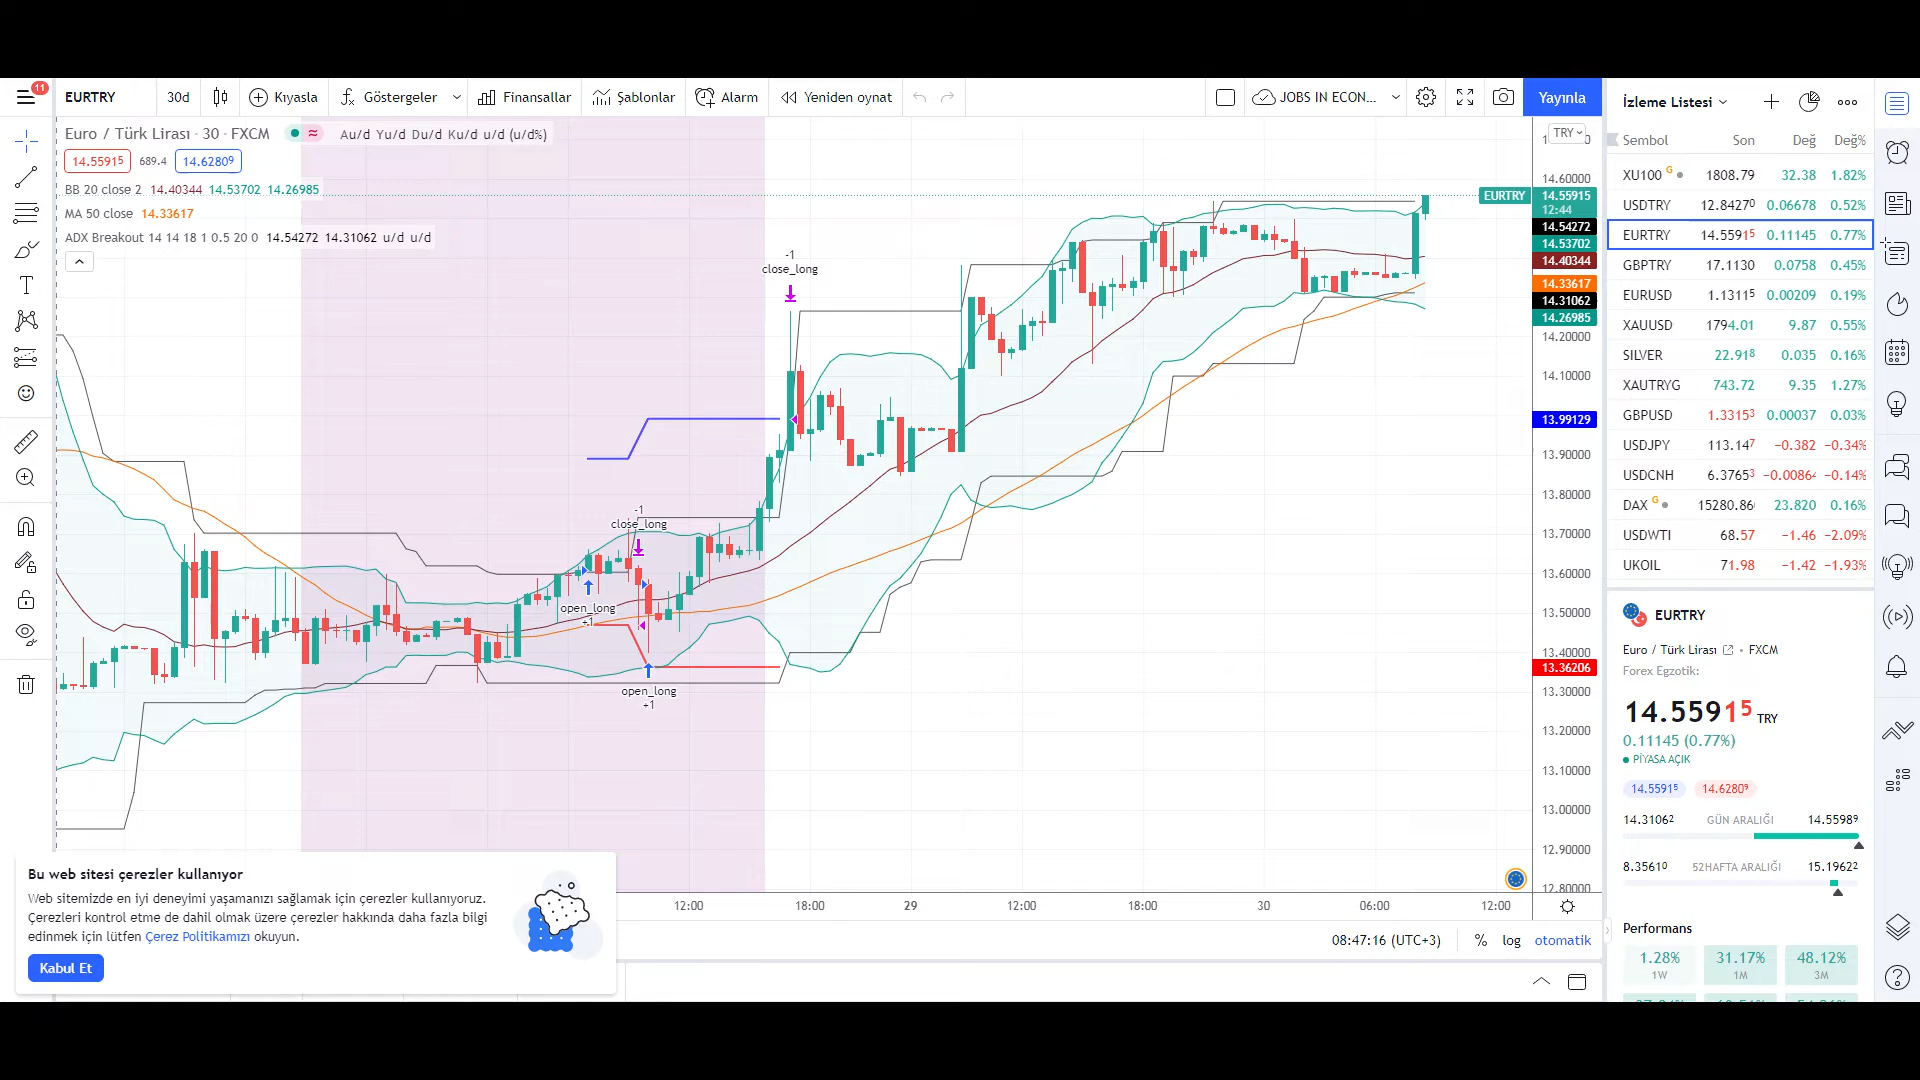 11
EURTRY
30d
Kıyasla
Göstergeler
Finansallar
Şablonlar
Alarm
Yeniden oynat
JOBS IN ECON...
Yayınla
Euro / Türk Lirası · 30 · FXCM
Au/d Yu/d Du/d Ku/d u/d (u/d%)
14.55915 689.4 14.62809
BB 20 close 2 14.40344 14.53702 14.26985
MA 50 close 14.33617
ADX Breakout 14 14 18 1 0.5 20 0 14.54272 14.31062 u/d u/d
-1
close_long
-1
close_long
open_long
+1
open_long
+1
TRY
14.60000
EURTRY 14.55915
12:44
14.54272
14.53702
14.40344
14.33617
14.31062
14.26985
14.20000
14.10000
13.99129
13.90000
13.80000
13.70000
13.60000
13.50000
13.40000
13.36206
13.30000
13.20000
13.10000
13.00000
12.90000
12.80000
12:00 18:00 29 12:00 18:00 30 06:00 12:00
08:47:16 (UTC+3) % log otomatik
Bu web sitesi çerezler kullanıyor
Web sitemizde en iyi deneyimi yaşamanızı sağlamak için çerezler kullanıyoruz.
Çerezleri kontrol etme de dahil olmak üzere çerezler hakkında daha fazla bilgi
edinmek için lütfen Çerez Politikamızı okuyun.
Kabul Et
İzleme Listesi
Sembol Son Değ Değ%
XU100 G 1808.79 32.38 1.82%
USDTRY 12.84270 0.06678 0.52%
EURTRY 14.55915 0.11145 0.77%
GBPTRY 17.1130 0.0758 0.45%
EURUSD 1.13115 0.00209 0.19%
XAUUSD 1794.01 9.87 0.55%
SILVER 22.918 0.035 0.16%
XAUTRYG 743.72 9.35 1.27%
GBPUSD 1.33153 0.00037 0.03%
USDJPY 113.147 −0.382 −0.34%
USDCNH 6.37653 −0.00864 −0.14%
DAX G 15280.86 23.820 0.16%
USDWTI 68.57 −1.46 −2.09%
UKOIL 71.98 −1.42 −1.93%
EURTRY
Euro / Türk Lirası • FXCM
Forex Egzotik:
14.55915 TRY
0.11145 (0.77%)
PİYASA AÇIK
14.55915 14.62809
14.31062 GÜN ARALIĞI 14.55989
8.35610 52HAFTA ARALIĞI 15.19622
Performans
1.28% 31.17% 48.12%
1W 1M 3M